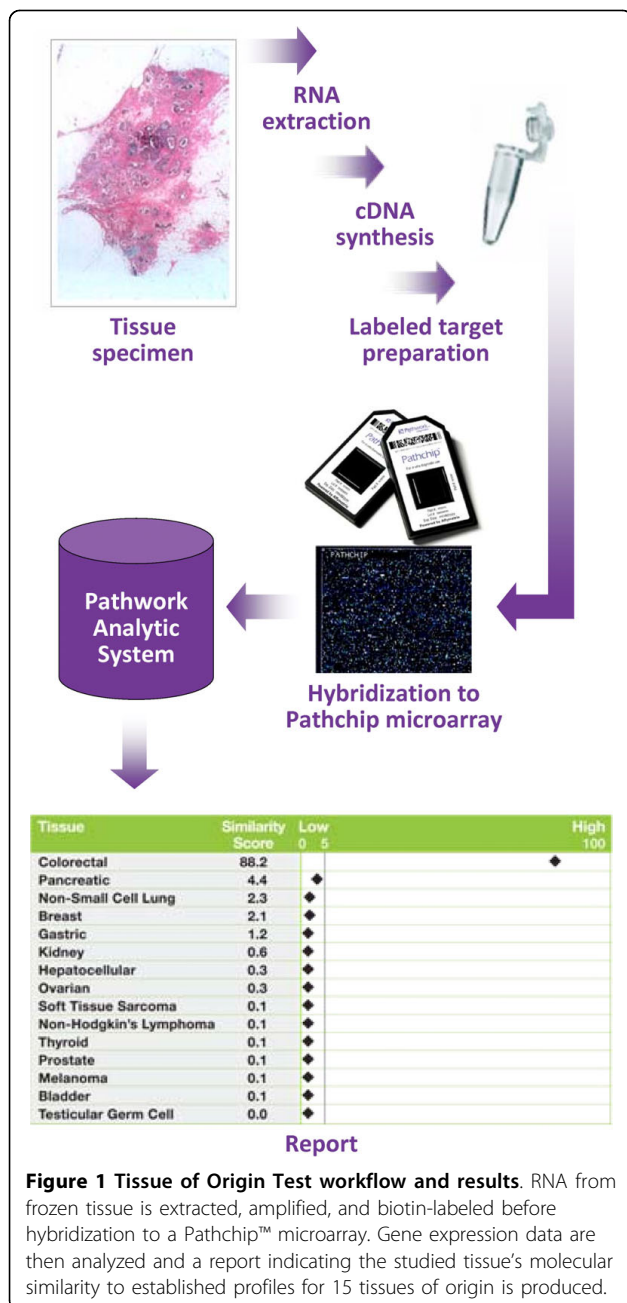 RNA
extraction
cDNA
synthesis
Tissue
specimen
Labeled target
preparation
Pathchip
PATHCHIP
Pathwork
Analytic
System
Hybridization to
Pathchip microarray
Tissue Similarity Score Low 0 5 High 100
Colorectal 88.2
Pancreatic 4.4
Non-Small Cell Lung 2.3
Breast 2.1
Gastric 1.2
Kidney 0.6
Hepatocellular 0.3
Ovarian 0.3
Soft Tissue Sarcoma 0.1
Non-Hodgkin's Lymphoma 0.1
Thyroid 0.1
Prostate 0.1
Melanoma 0.1
Bladder 0.1
Testicular Germ Cell 0.0
Report
Figure 1 Tissue of Origin Test workflow and results. RNA from
frozen tissue is extracted, amplified, and biotin-labeled before
hybridization to a Pathchip™ microarray. Gene expression data are
then analyzed and a report indicating the studied tissue's molecular
similarity to established profiles for 15 tissues of origin is produced.